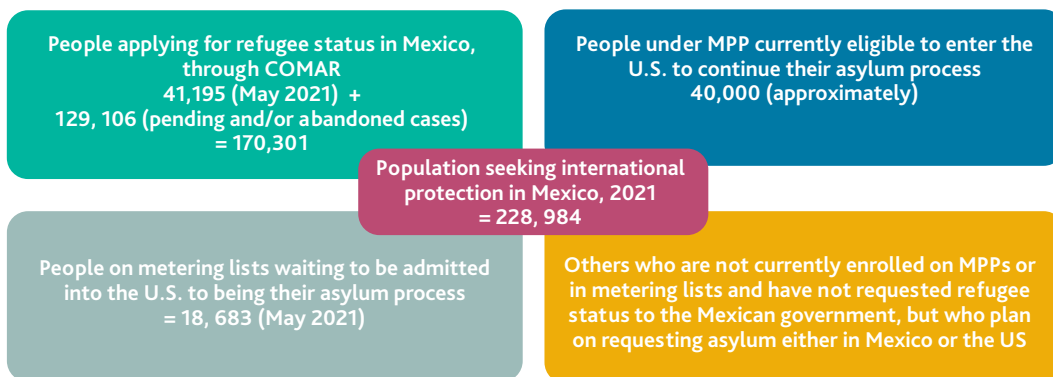 People applying for refugee status in Mexico,
through COMAR
41,195 (May 2021) +
129, 106 (pending and/or abandoned cases)
= 170,301
People under MPP currently eligible to enter the
U.S. to continue their asylum process
40,000 (approximately)
Population seeking international
protection in Mexico, 2021
= 228, 984
People on metering lists waiting to be admitted
into the U.S. to being their asylum process
= 18, 683 (May 2021)
Others who are not currently enrolled on MPPs or
in metering lists and have not requested refugee
status to the Mexican government, but who plan
on requesting asylum either in Mexico or the US